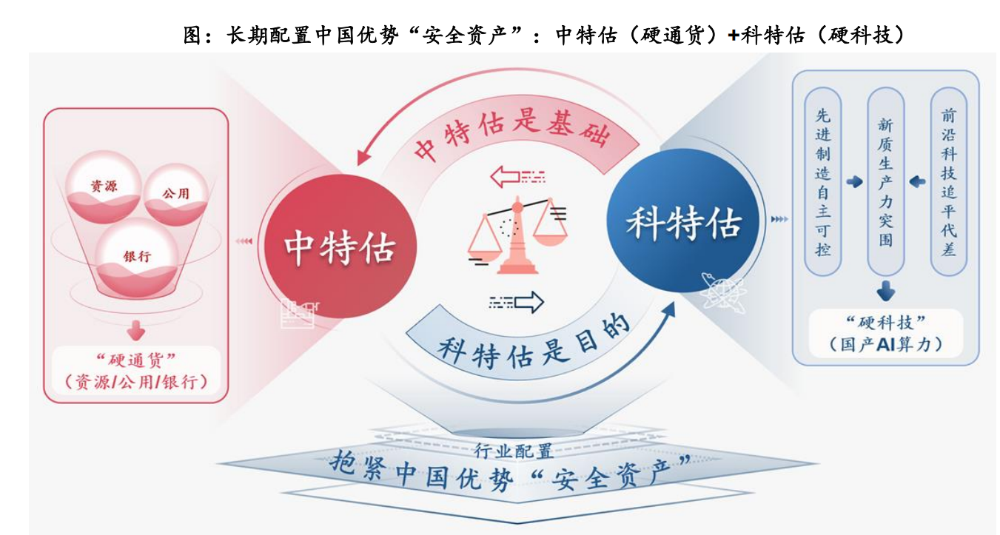 图：长期配置中国优势“安全资产”：中特估（硬通货）+科特估（硬科技）
资源
公用
银行
“硬通货”
（资源/公用/银行）
中特估
中特估是基础
科特估是目的
科特估
先进制造自主可控
新质生产力突围
前沿科技追平代差
“硬科技”
（国产AI算力）
行业配置
抱紧中国优势“安全资产”